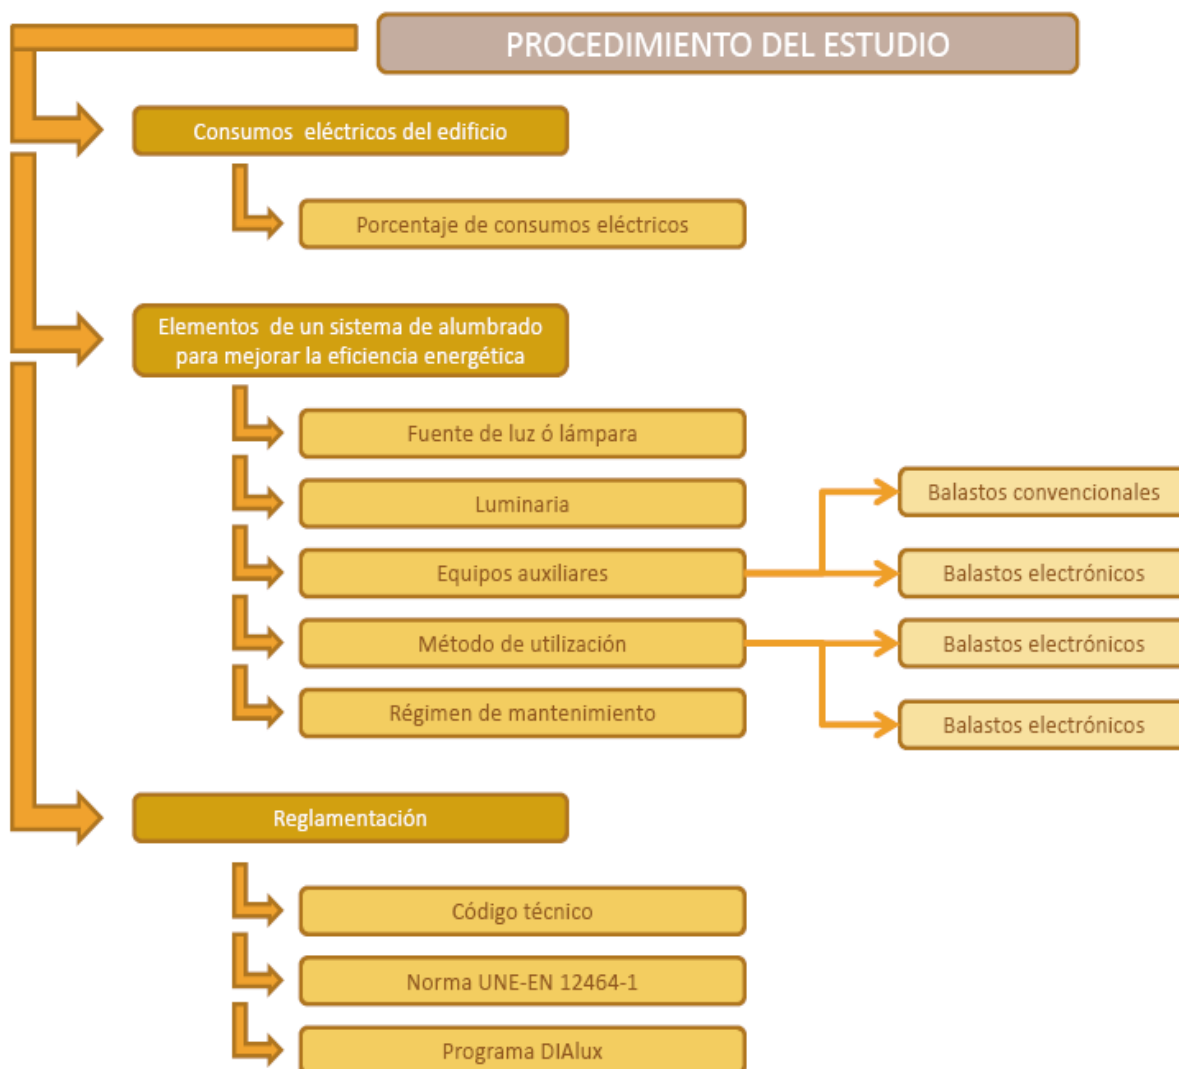 PROCEDIMIENTO DEL ESTUDIO
Consumos eléctricos del edificio
Porcentaje de consumos eléctricos
Elementos de un sistema de alumbrado
para mejorar la eficiencia energética
Fuente de luz ó lámpara
Luminaria
Equipos auxiliares
Balastos convencionales
Balastos electrónicos
Método de utilización
Balastos electrónicos
Balastos electrónicos
Régimen de mantenimiento
Reglamentación
Código técnico
Norma UNE-EN 12464-1
Programa DIAlux